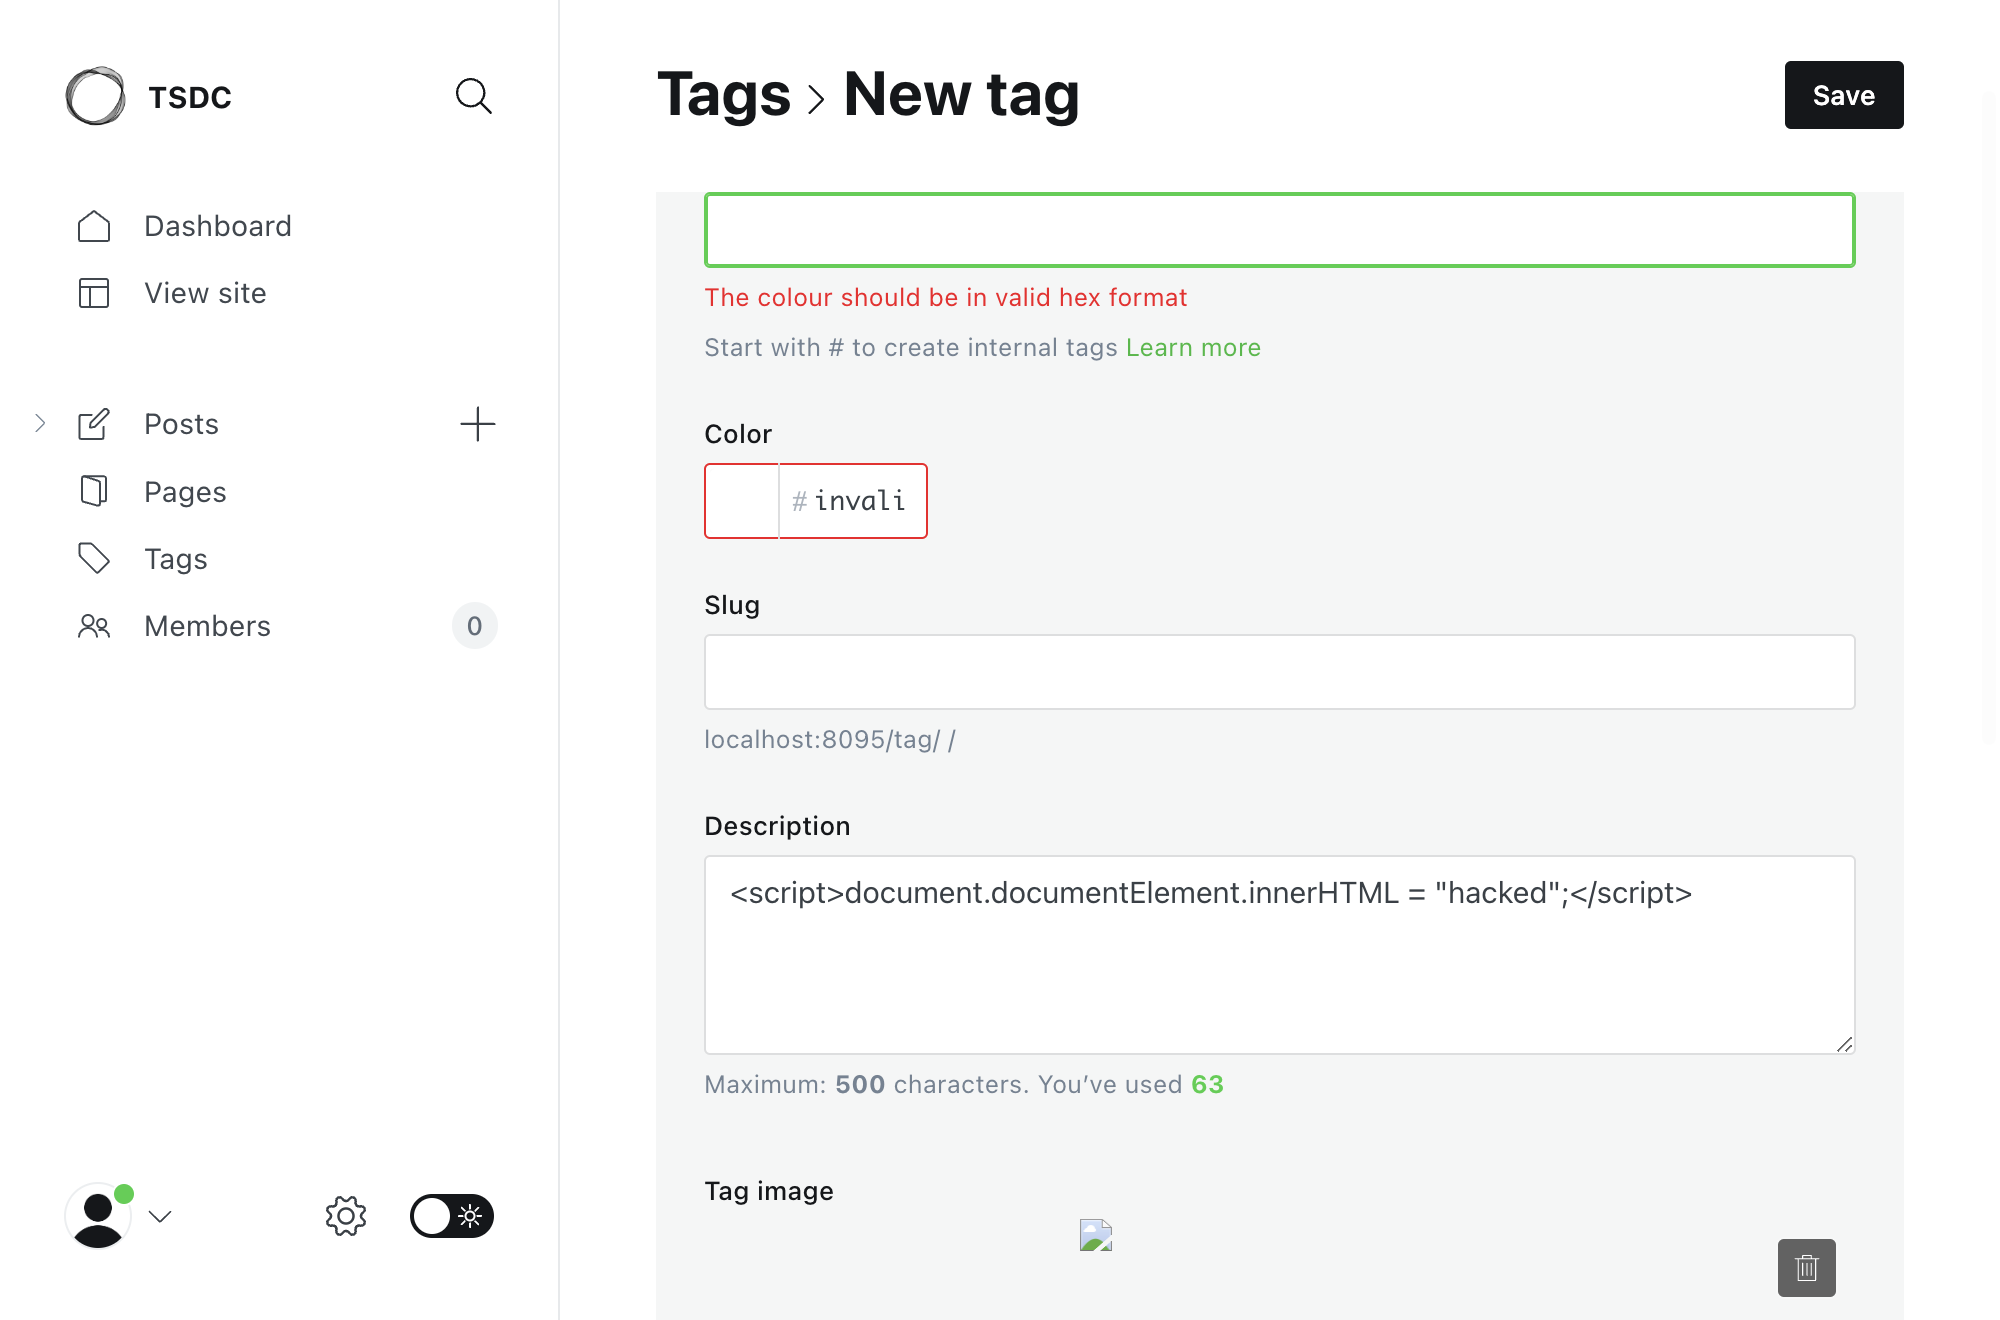 TSDC
Dashboard
View site
Posts
Pages
Tags
Members
0
Tags > New tag
Save
The colour should be in valid hex format
Start with # to create internal tags Learn more
Color
#invali
Slug
localhost:8095/tag/ /
Description
<script>document.documentElement.innerHTML = "hacked";</script>
Maximum: 500 characters. You’ve used 63
Tag image